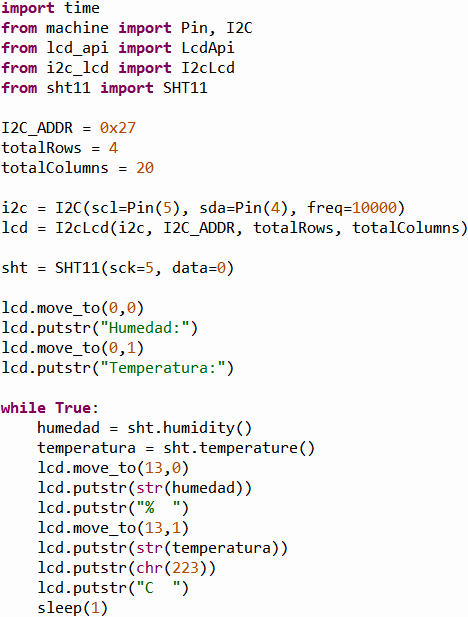 import time
from machine import Pin, I2C
from lcd_api import LcdApi
from i2c_lcd import I2cLcd
from sht11 import SHT11

I2C_ADDR = 0x27
totalRows = 4
totalColumns = 20

i2c = I2C(scl=Pin(5), sda=Pin(4), freq=10000)
lcd = I2cLcd(i2c, I2C_ADDR, totalRows, totalColumns)

sht = SHT11(sck=5, data=0)

lcd.move_to(0,0)
lcd.putstr("Humedad:")
lcd.move_to(0,1)
lcd.putstr("Temperatura:")

while True:
    humedad = sht.humidity()
    temperatura = sht.temperature()
    lcd.move_to(13,0)
    lcd.putstr(str(humedad))
    lcd.putstr("%  ")
    lcd.move_to(13,1)
    lcd.putstr(str(temperatura))
    lcd.putstr(chr(223))
    lcd.putstr("C  ")
    sleep(1)